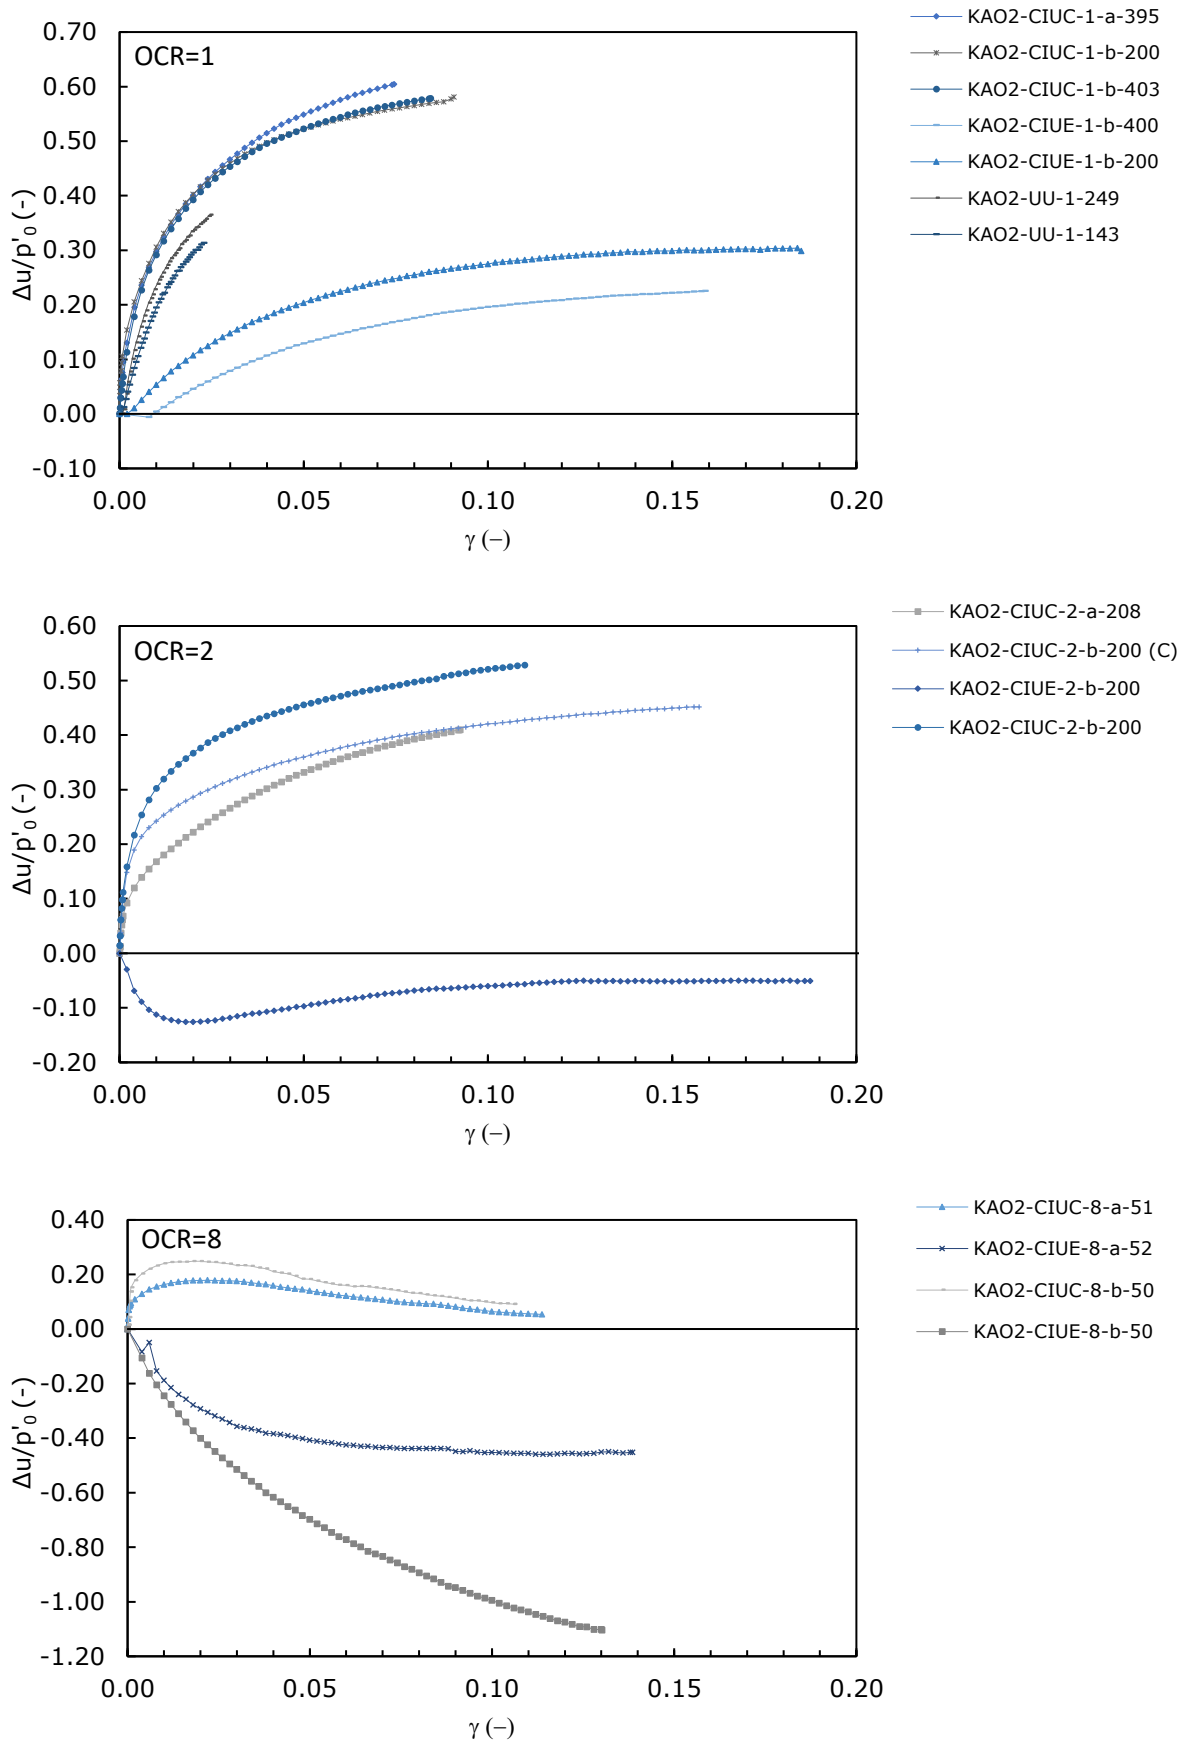 OCR=1
0.70
0.60
0.50
0.40
0.30
0.20
0.10
0.00
-0.10
Δu/p'0 (-)
0.00 0.05 0.10 0.15 0.20
γ (−)
KAO2-CIUC-1-a-395
KAO2-CIUC-1-b-200
KAO2-CIUC-1-b-403
KAO2-CIUE-1-b-400
KAO2-CIUE-1-b-200
KAO2-UU-1-249
KAO2-UU-1-143
OCR=2
0.60
0.50
0.40
0.30
0.20
0.10
0.00
-0.10
-0.20
Δu/p'0 (-)
0.00 0.05 0.10 0.15 0.20
γ (−)
KAO2-CIUC-2-a-208
KAO2-CIUC-2-b-200 (C)
KAO2-CIUE-2-b-200
KAO2-CIUC-2-b-200
OCR=8
0.40
0.20
0.00
-0.20
-0.40
-0.60
-0.80
-1.00
-1.20
Δu/p'0 (-)
0.00 0.05 0.10 0.15 0.20
γ (−)
KAO2-CIUC-8-a-51
KAO2-CIUE-8-a-52
KAO2-CIUC-8-b-50
KAO2-CIUE-8-b-50